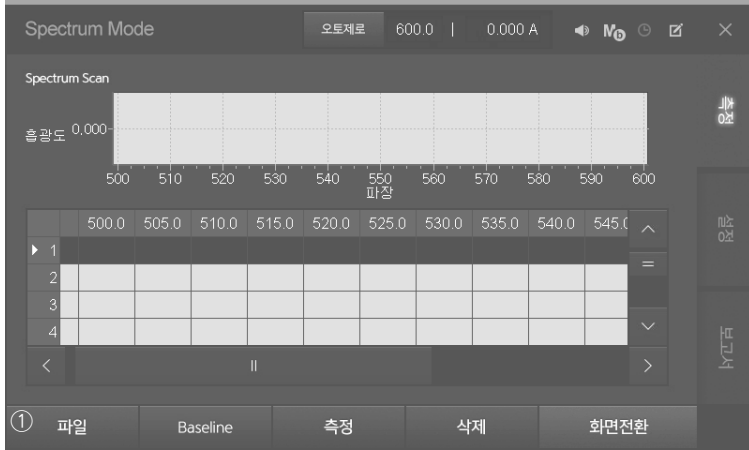 Spectrum Mode 오토제로 600.0 | 0.000 A Mb
Spectrum Scan
흡광도 0.000
500 510 520 530 540 550 560 570 580 590 600
파장
500.0 505.0 510.0 515.0 520.0 525.0 530.0 535.0 540.0 545.0
1
2
3
4
① 파일 Baseline 측정 삭제 화면전환
측정
설정
보고서